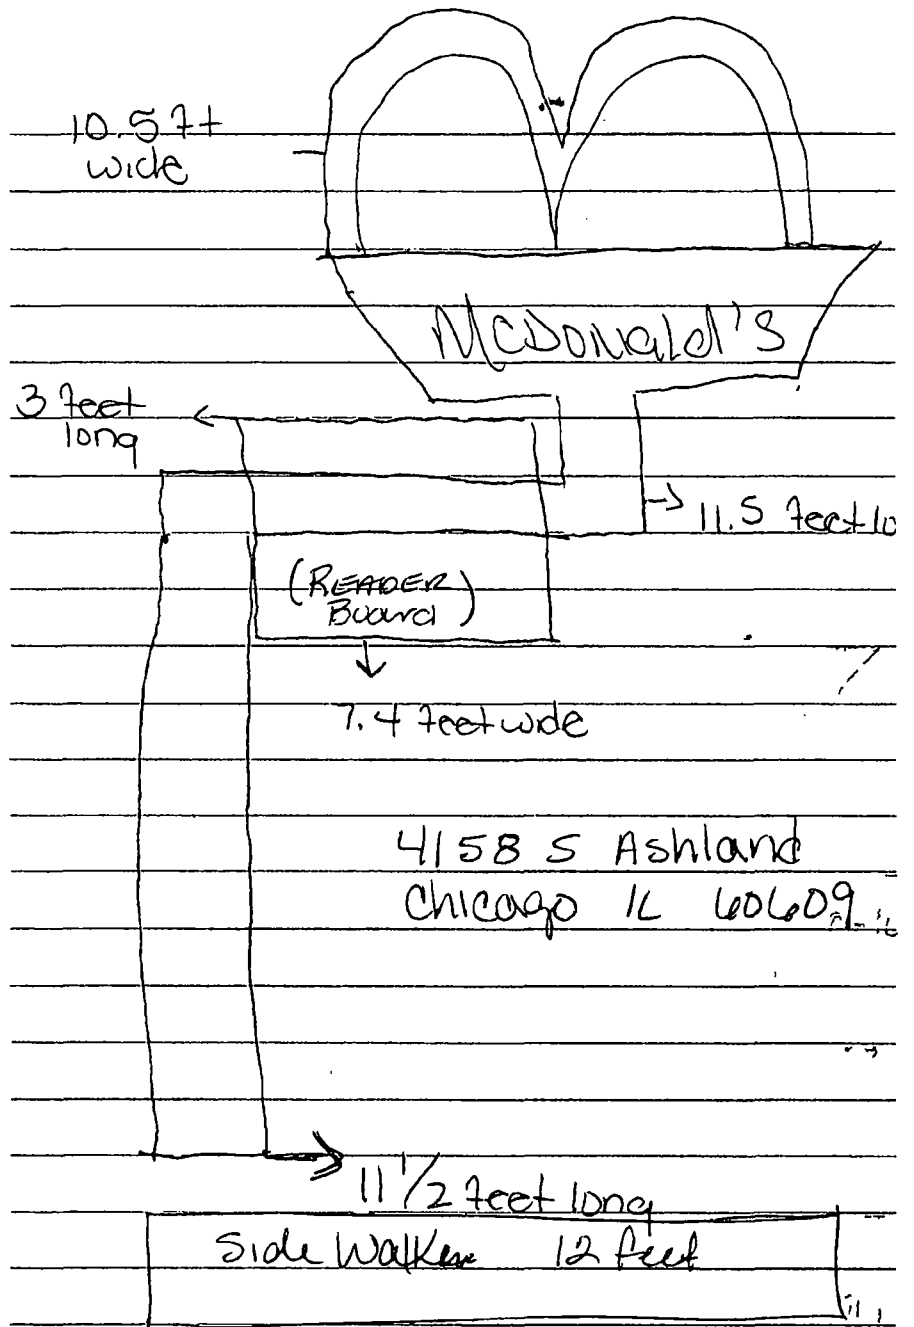 10.5 ft
wide
McDonald's
3 feet
long
11.5 feet lo
(READER
Board)
7.4 feet wide
4158 S Ashland
Chicago IL 60609
11 1/2 feet long
Side Walk 12 feet